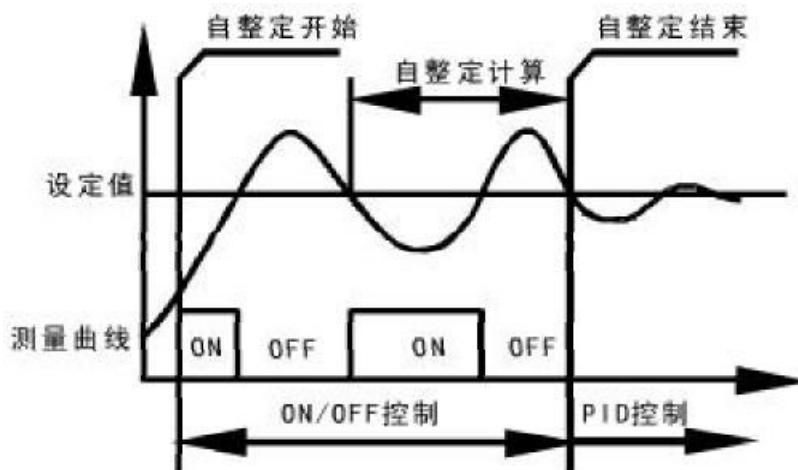 自整定开始
自整定结束
自整定计算
设定值
测量曲线
ON
OFF
ON
OFF
ON/OFF控制
PID控制